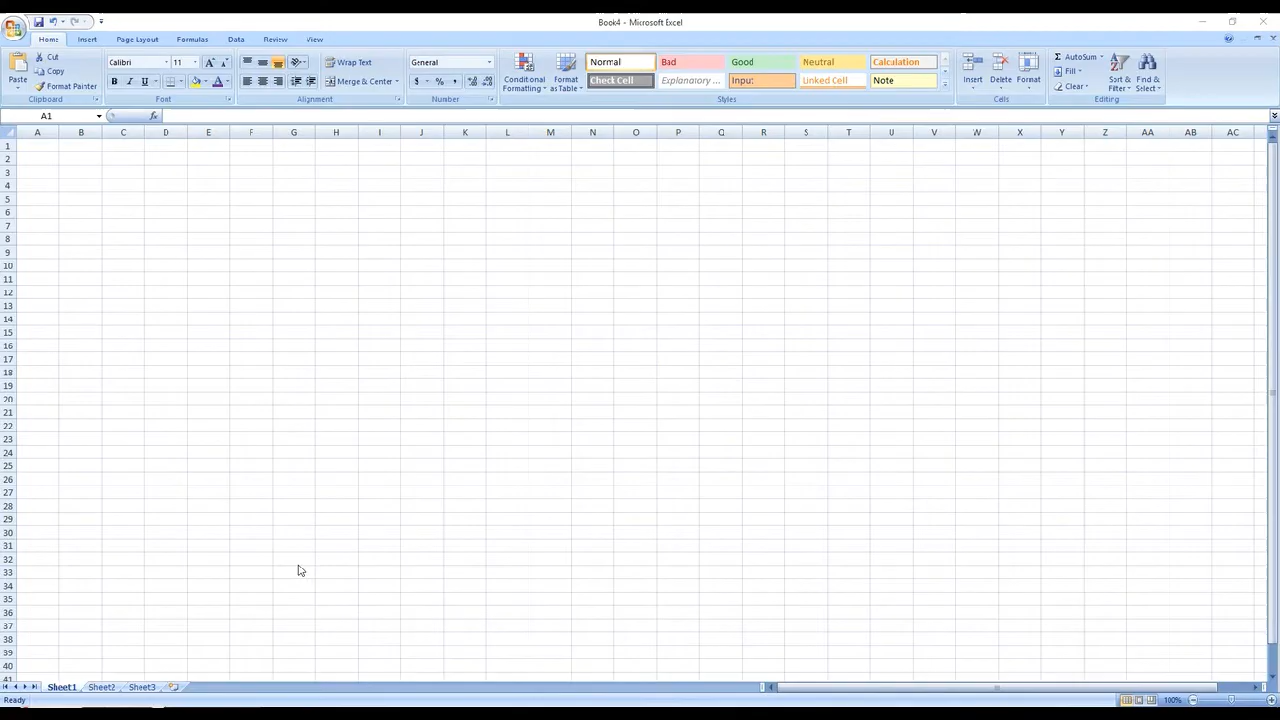 Book4 - Microsoft Excel
Home Insert Page Layout Formulas Data Review View
Paste
Cut
Copy
Format Painter
Clipboard
Calibri 11
B I U
A
Font
Wrap Text
Merge & Center
Alignment
General
$ % ,
Number
Conditional Formatting
Format as Table
Normal Bad Good Neutral Calculation
Check Cell Explanatory ... Input Linked Cell Note
Styles
Insert Delete Format
Cells
Σ AutoSum
Fill
Clear
Sort & Filter
Find & Select
Editing
A1 fx
A B C D E F G H I J K L M N O P Q R S T U V W X Y Z AA AB AC
1
2
3
4
5
6
7
8
9
10
11
12
13
14
15
16
17
18
19
20
21
22
23
24
25
26
27
28
29
30
31
32
33
34
35
36
37
38
39
40
41
Sheet1 Sheet2 Sheet3
Ready 100%